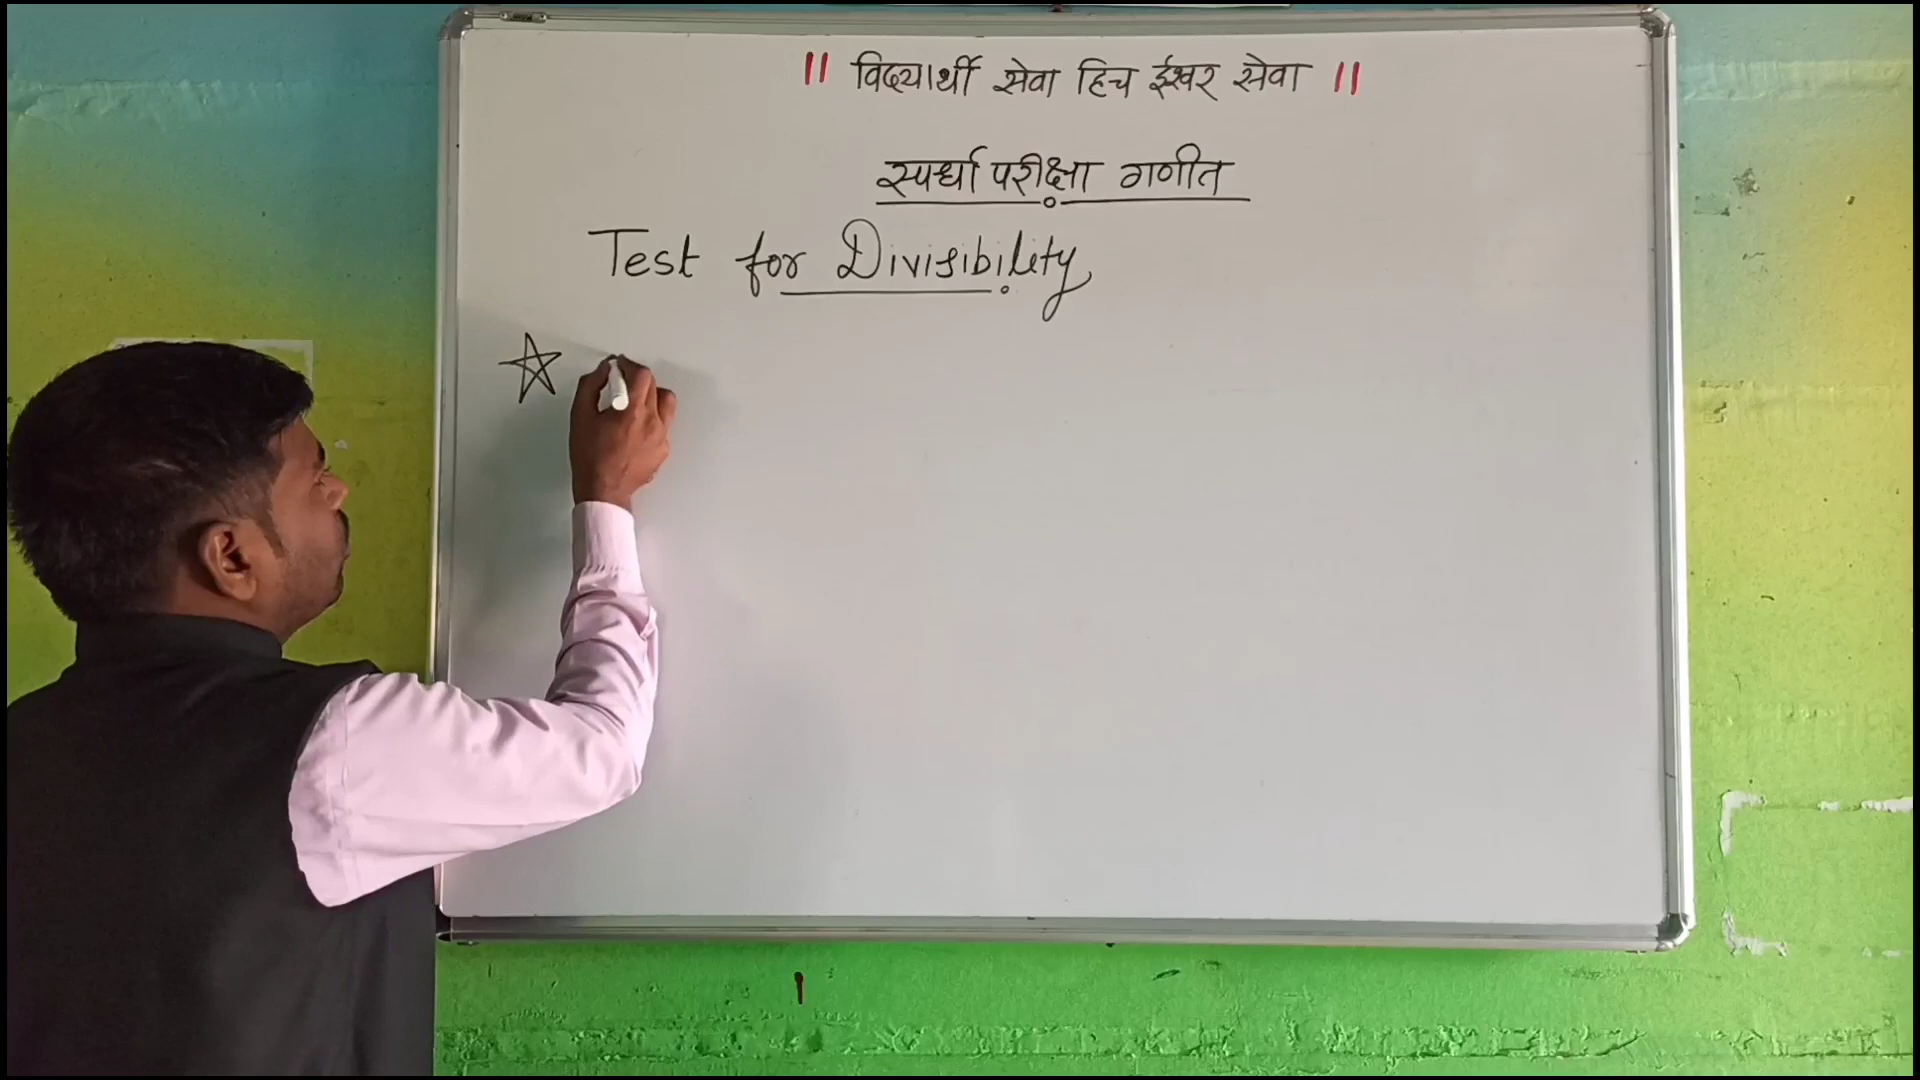 ॥ विद्यार्थी सेवा हिच ईश्वर सेवा ॥
स्पर्धा परीक्षा गणीत
Test for Divisibility